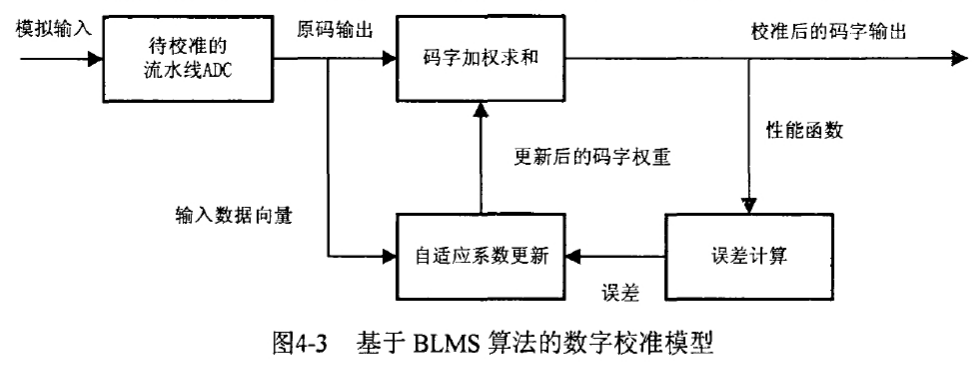 模拟输入
待校准的
流水线ADC
原码输出
码字加权求和
校准后的码字输出
性能函数
更新后的码字权重
输入数据向量
自适应系数更新
误差
误差计算
图4-3 基于 BLMS 算法的数字校准模型